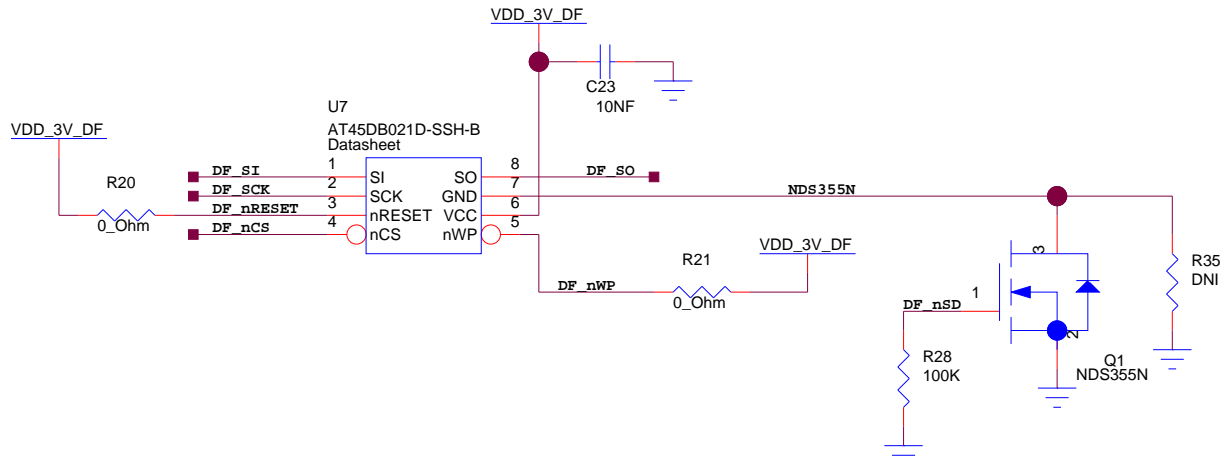 VDD_3V_DF
C23
10NF
U7
AT45DB021D-SSH-B
Datasheet
VDD_3V_DF
R20
0_Ohm
DF_SI
1
SI
SO
8
DF_SO
DF_SCK
2
SCK
GND
7
NDS355N
DF_nRESET
3
nRESET
VCC
6
DF_nCS
4
nCS
nWP
5
DF_nWP
R21
0_Ohm
VDD_3V_DF
DF_nSD
1
3
2
R35
DNI
R28
100K
Q1
NDS355N